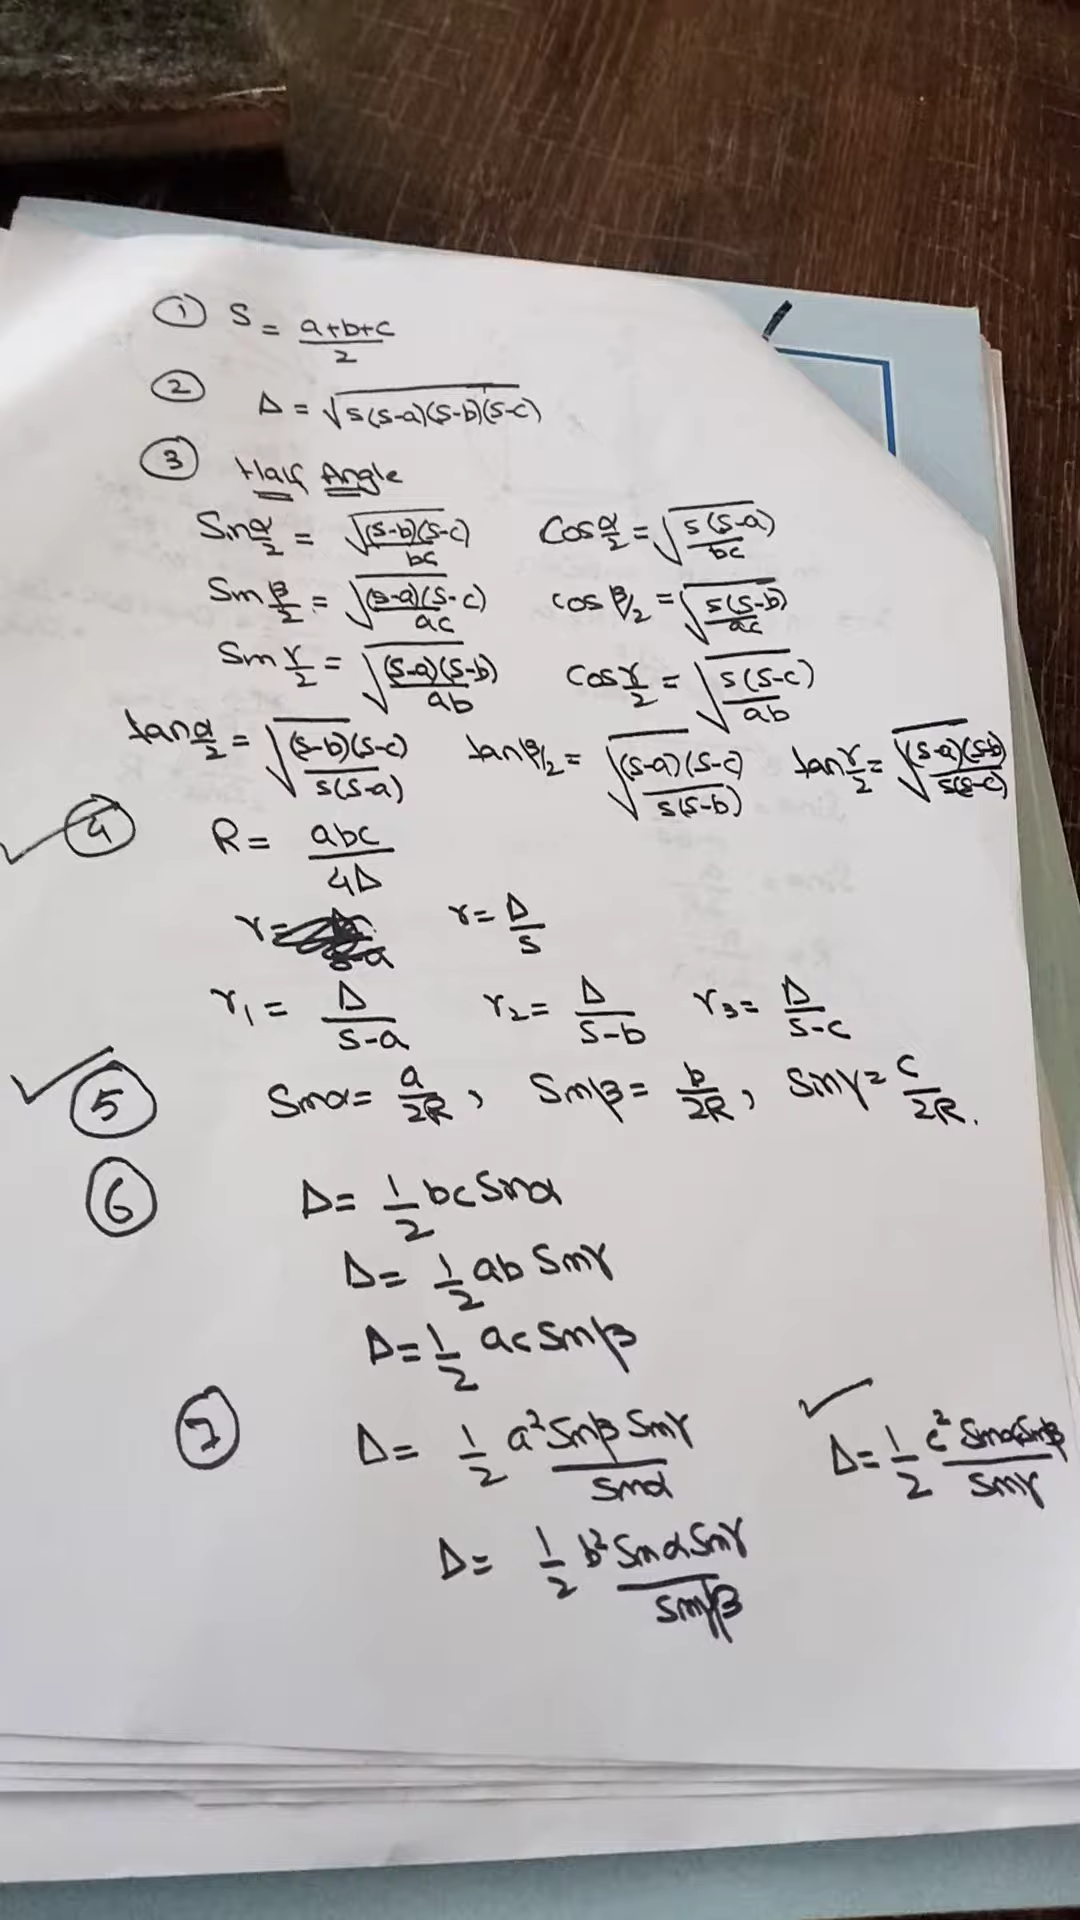 ① S = a+b+c/2
② Δ = √s(s-a)(s-b)(s-c)
③ Half Angle
Sin α/2 = √(s-b)(s-c)/bc Cos α/2 = √s(s-a)/bc
Sin β/2 = √(s-a)(s-c)/ac cos β/2 = √s(s-b)/ac
Sin γ/2 = √(s-a)(s-b)/ab cos γ/2 = √s(s-c)/ab
tan α/2 = √(s-b)(s-c)/s(s-a) tan β/2 = √(s-a)(s-c)/s(s-b) tan γ/2 = √(s-a)(s-b)/s(s-c)
④ R = abc/4Δ
r = r = Δ/s
r₁ = Δ/s-a r₂ = Δ/s-b r₃ = Δ/s-c
⑤ Sin α = a/2R, Sin β = b/2R, Sin γ = c/2R.
⑥ Δ = 1/2 bc Sin α
Δ = 1/2 ab Sin γ
Δ = 1/2 ac Sin β
⑦ Δ = 1/2 a² Sin β Sin γ/Sin α Δ = 1/2 c² Sin α Sin β/Sin γ
Δ = 1/2 b² Sin α Sin γ/Sin β